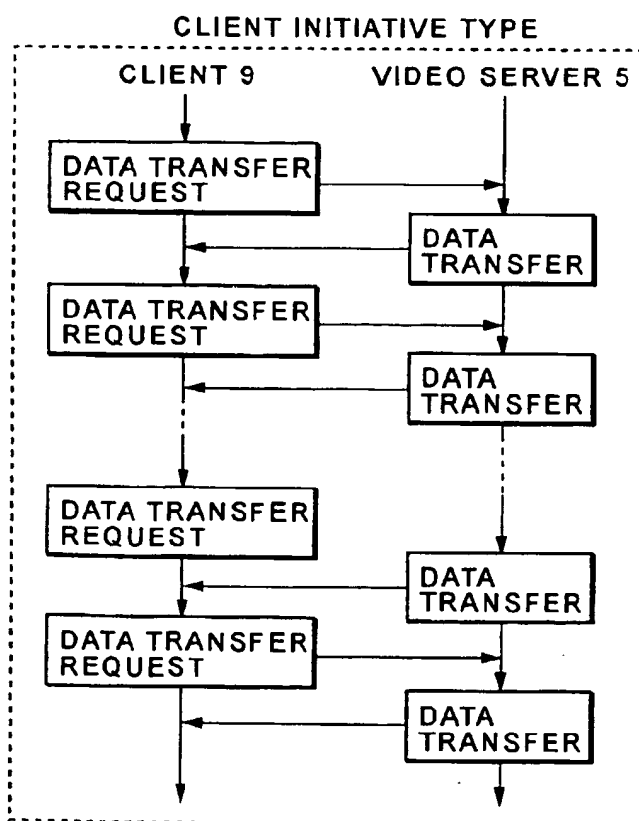 CLIENT INITIATIVE TYPE
CLIENT 9
VIDEO SERVER 5
DATA TRANSFER
REQUEST
DATA
TRANSFER
DATA TRANSFER
REQUEST
DATA
TRANSFER
DATA TRANSFER
REQUEST
DATA
TRANSFER
DATA TRANSFER
REQUEST
DATA
TRANSFER